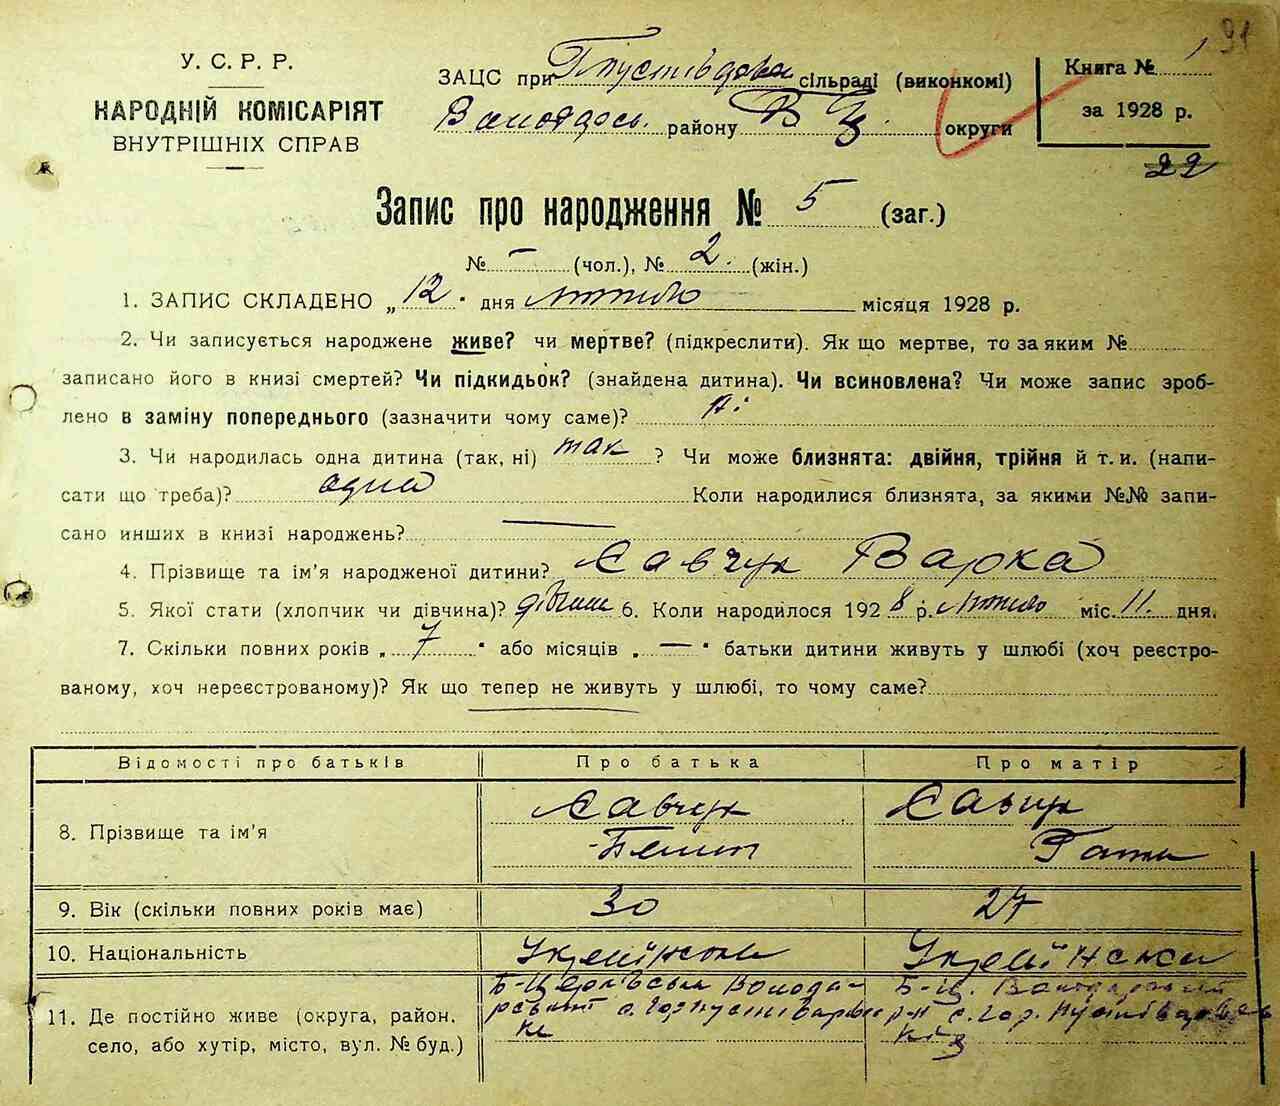 91
У. С. Р. Р.
НАРОДНІЙ КОМІСАРІЯТ
ВНУТРІШНІХ СПРАВ
ЗАЦС при сільраді (виконкомі)
району Б Ц. округи
Книга № 1
за 1928 р.
22
Запис про народження № 5 (заг.)
№ – (чол.), № 2. (жін.)
1. ЗАПИС СКЛАДЕНО „12" дня лютого місяця 1928 р.
2. Чи записується народжене живе? чи мертве? (підкреслити). Як що мертве, то за яким №
записано його в книзі смертей? Чи підкидьок? (знайдена дитина). Чи всиновлена? Чи може запис зроб-
лено в заміну попереднього (зазначити чому саме)? Ні
3. Чи народилась одна дитина (так, ні) так ? Чи може близнята: двійня, трійня й т. и. (напи-
сати що треба)? одна Коли народилися близнята, за якими №№ запи-
сано инших в книзі народжень? —
4. Прізвище та ім'я народженої дитини? Савчук Варка
5. Якої стати (хлопчик чи дівчина)? дівчина 6. Коли народилося 1928 р. лютого міс. 11. дня.
7. Скільки повних років „ 7 " або місяців „ — " батьки дитини живуть у шлюбі (хоч реєстро-
ваному, хоч нереєстрованому)? Як що тепер не живуть у шлюбі, то чому саме?
Відомості про батьків Про батька Про матір
8. Прізвище та ім'я Савчук Савчук
9. Вік (скільки повних років має) 30 27
10. Національність Українська Українська
11. Де постійно живе (округа, район, село, або хутір, місто, вул. № буд.)